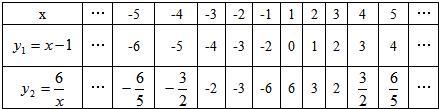 x … -5 -4 -3 -2 -1 1 2 3 4 5 …
y₁ = x−1 … -6 -5 -4 -3 -2 0 1 2 3 4 …
y₂ = 6/x … −6/5 −3/2 -2 -3 -6 6 3 2 3/2 6/5 …